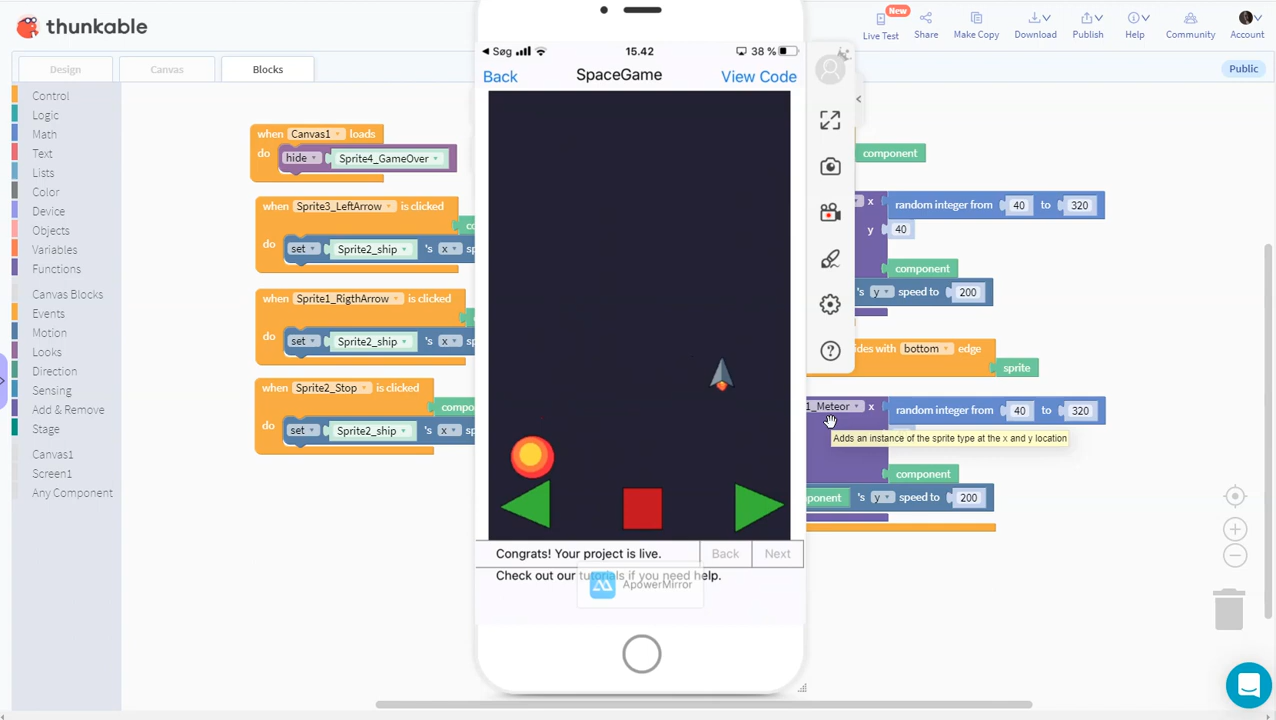 thunkable
New
Live Test
Share
Make Copy
Download
Publish
Help
Community
Account
Design
Canvas
Blocks
Public
Control
Logic
Math
Text
Lists
Color
Device
Objects
Variables
Functions
Canvas Blocks
Events
Motion
Looks
Direction
Sensing
Add & Remove
Stage
Canvas1
Screen1
Any Component
when Canvas1 loads
do hide Sprite4_GameOver
when Sprite3_LeftArrow is clicked
do set Sprite2_ship 's x
when Sprite1_RigthArrow is clicked
do set Sprite2_ship 's x
when Sprite2_Stop is clicked
do set Sprite2_ship 's x
Søg 15.42 38 %
Back SpaceGame View Code
Congrats! Your project is live. Back Next
Check out our tutorials if you need help.
ApowerMirror
component
x random integer from 40 to 320
y 40
component
's y speed to 200
with bottom edge
sprite
1_Meteor x random integer from 40 to 320
Adds an instance of the sprite type at the x and y location
component
's y speed to 200